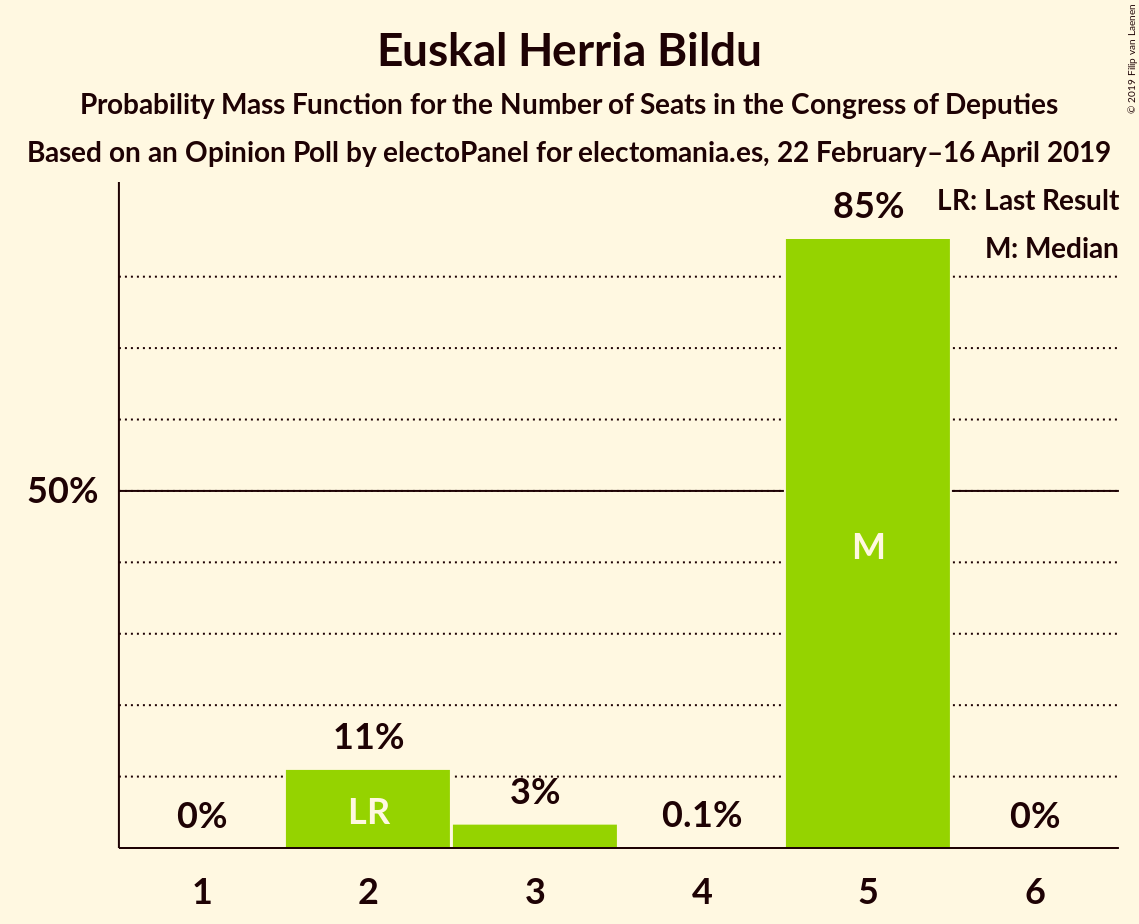 Euskal Herria Bildu
Probability Mass Function for the Number of Seats in the Congress of Deputies
Based on an Opinion Poll by electoPanel for electomania.es, 22 February–16 April 2019
© 2019 Filip van Laenen
LR: Last Result
M: Median
85%
50%
M
11%
3%
LR
0%
0.1%
0%
1
2
3
4
5
6